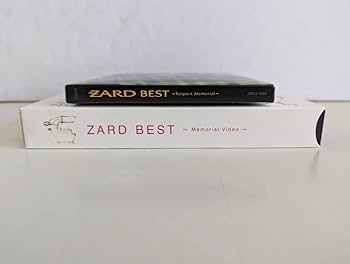 ZARD BEST ~Request Memorial~
ZARD BEST ~ Memorial Video ~